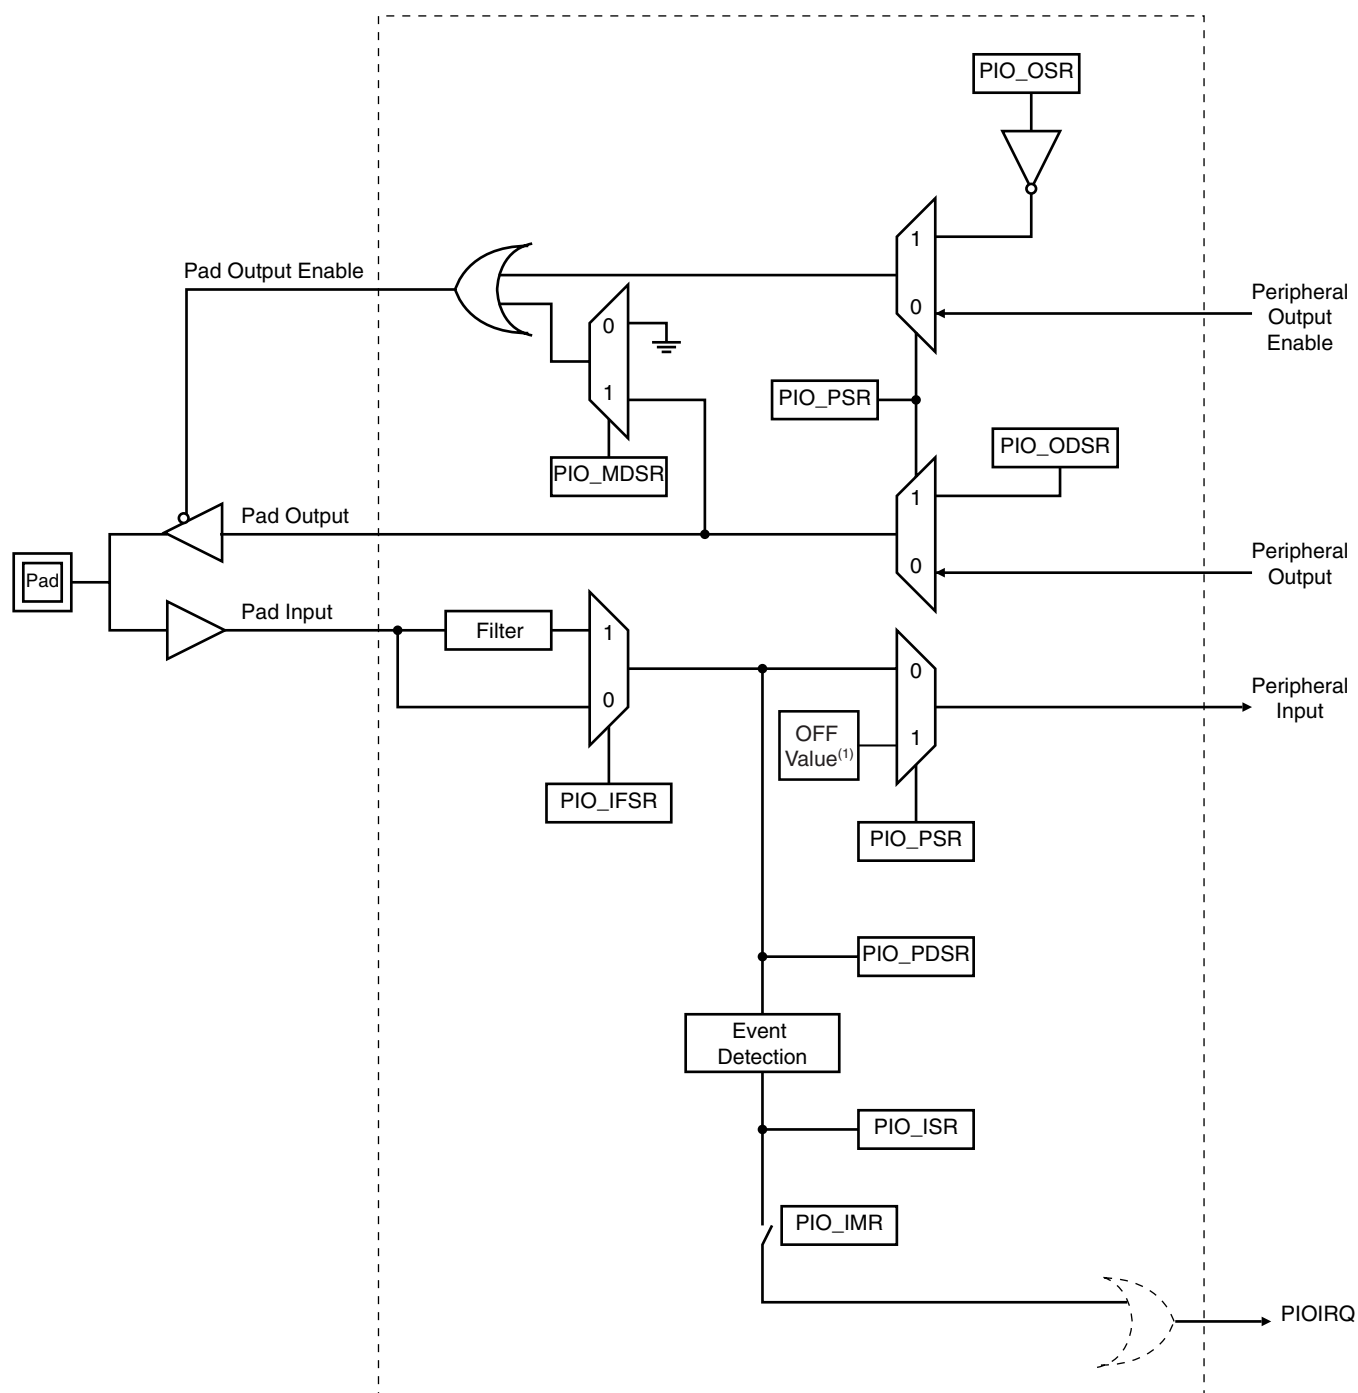 PIO_OSR
1
Pad Output Enable
0
Peripheral
Output
Enable
0
1
PIO_PSR
PIO_MDSR
PIO_ODSR
1
Pad Output
0
Peripheral
Output
Pad
Pad Input
Filter
1
0
0
Peripheral
Input
OFF
Value(1)
1
PIO_IFSR
PIO_PSR
PIO_PDSR
Event
Detection
PIO_ISR
PIO_IMR
PIOIRQ